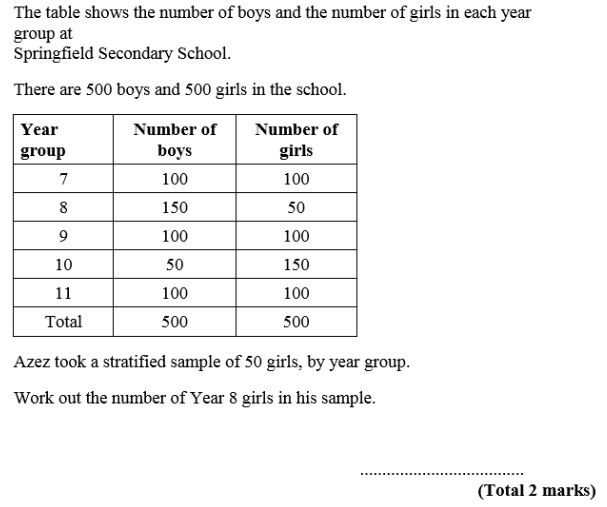 The table shows the number of boys and the number of girls in each year
group at
Springfield Secondary School.
There are 500 boys and 500 girls in the school.
Year group | Number of boys | Number of girls
7 | 100 | 100
8 | 150 | 50
9 | 100 | 100
10 | 50 | 150
11 | 100 | 100
Total | 500 | 500
Azez took a stratified sample of 50 girls, by year group.
Work out the number of Year 8 girls in his sample.
......................................
(Total 2 marks)